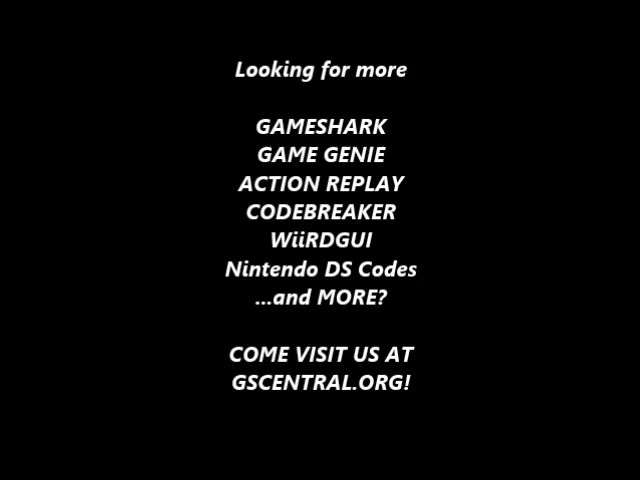 Looking for more
GAMESHARK
GAME GENIE
ACTION REPLAY
CODEBREAKER
WiiRDGUI
Nintendo DS Codes
...and MORE?
COME VISIT US AT
GSCENTRAL.ORG!